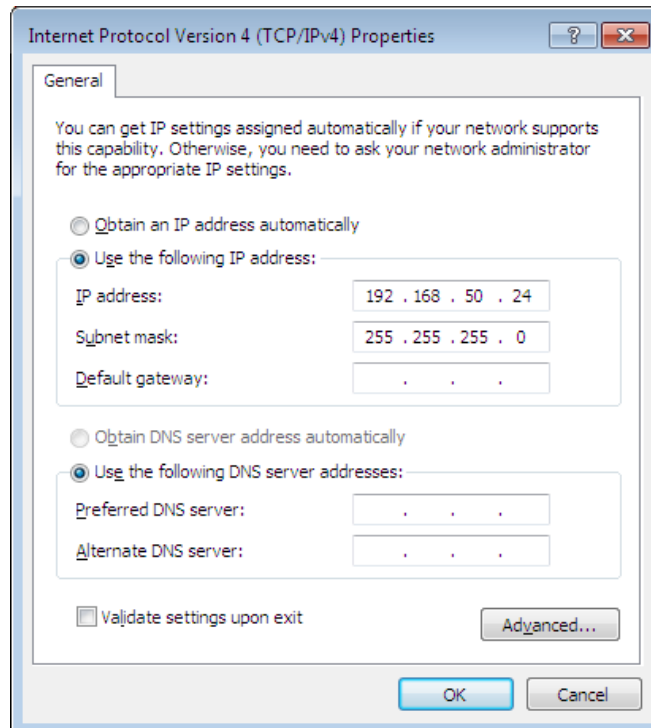 Internet Protocol Version 4 (TCP/IPv4) Properties
General
You can get IP settings assigned automatically if your network supports
this capability. Otherwise, you need to ask your network administrator
for the appropriate IP settings.
Obtain an IP address automatically
Use the following IP address:
IP address: 192 . 168 . 50 . 24
Subnet mask: 255 . 255 . 255 . 0
Default gateway: . . .
Obtain DNS server address automatically
Use the following DNS server addresses:
Preferred DNS server: . . .
Alternate DNS server: . . .
Validate settings upon exit
Advanced...
OK Cancel